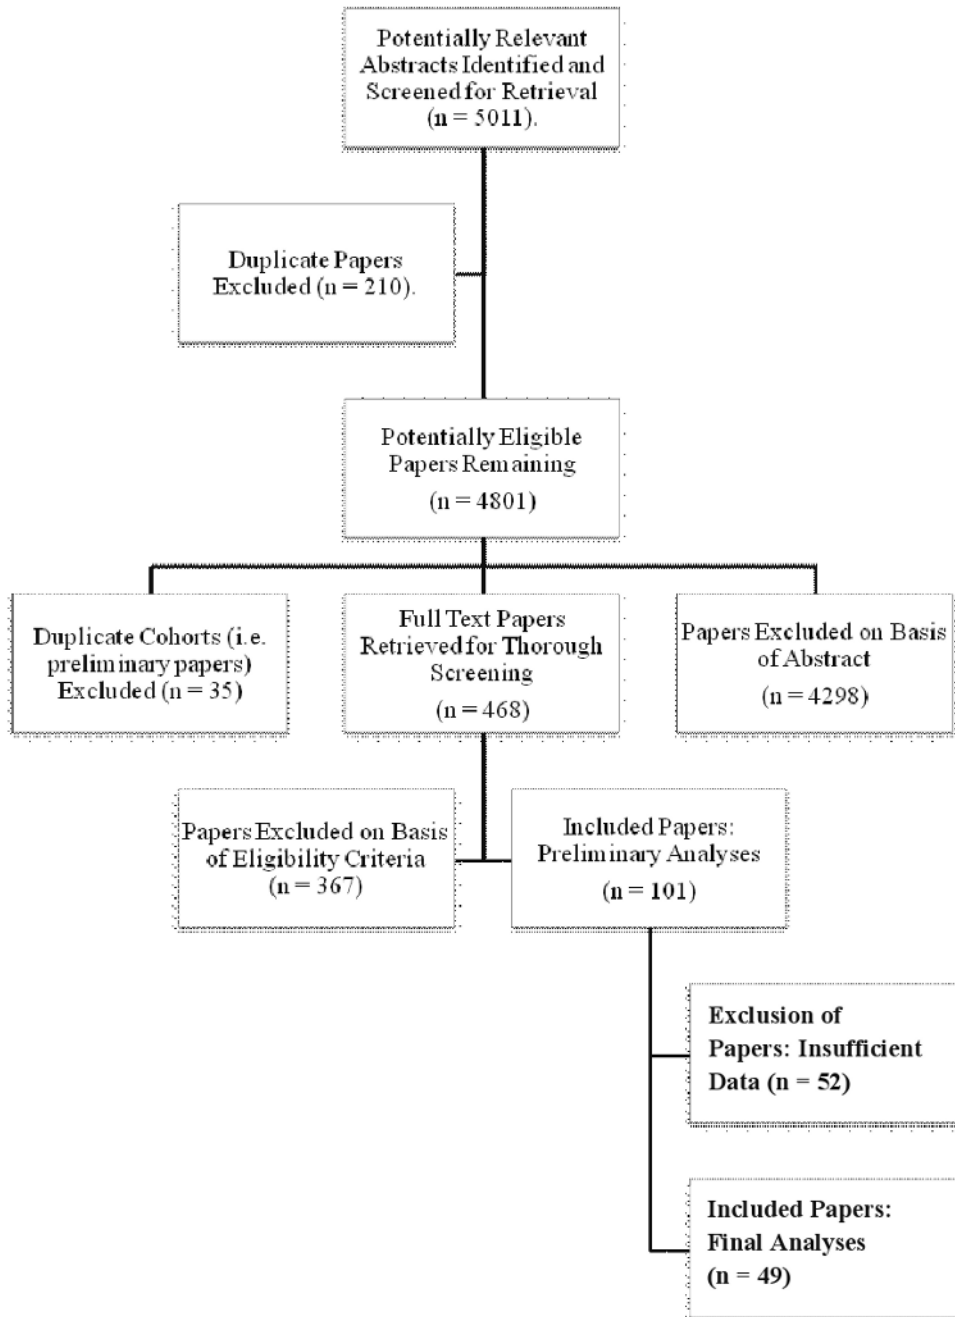 Potentially Relevant
Abstracts Identified and
Screened for Retrieval
(n = 5011).
Duplicate Papers
Excluded (n = 210).
Potentially Eligible
Papers Remaining
(n = 4801)
Duplicate Cohorts (i.e.
preliminary papers)
Excluded (n = 35)
Full Text Papers
Retrieved for Thorough
Screening
(n = 468)
Papers Excluded on Basis
of Abstract
(n = 4298)
Papers Excluded on Basis
of Eligibility Criteria
(n = 367)
Included Papers:
Preliminary Analyses
(n = 101)
Exclusion of
Papers: Insufficient
Data (n = 52)
Included Papers:
Final Analyses
(n = 49)